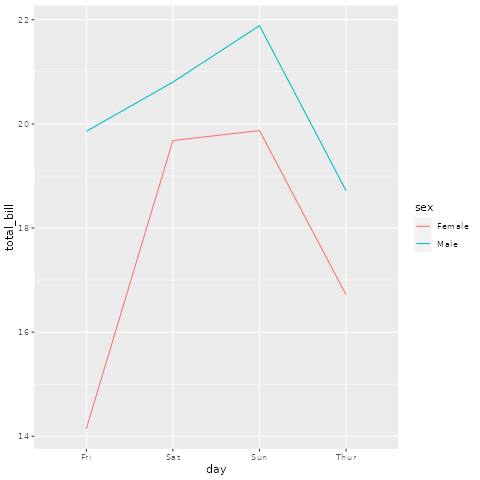 total_bill
22
20
18
16
14
Fri Sat Sun Thur
day
sex
Female
Male